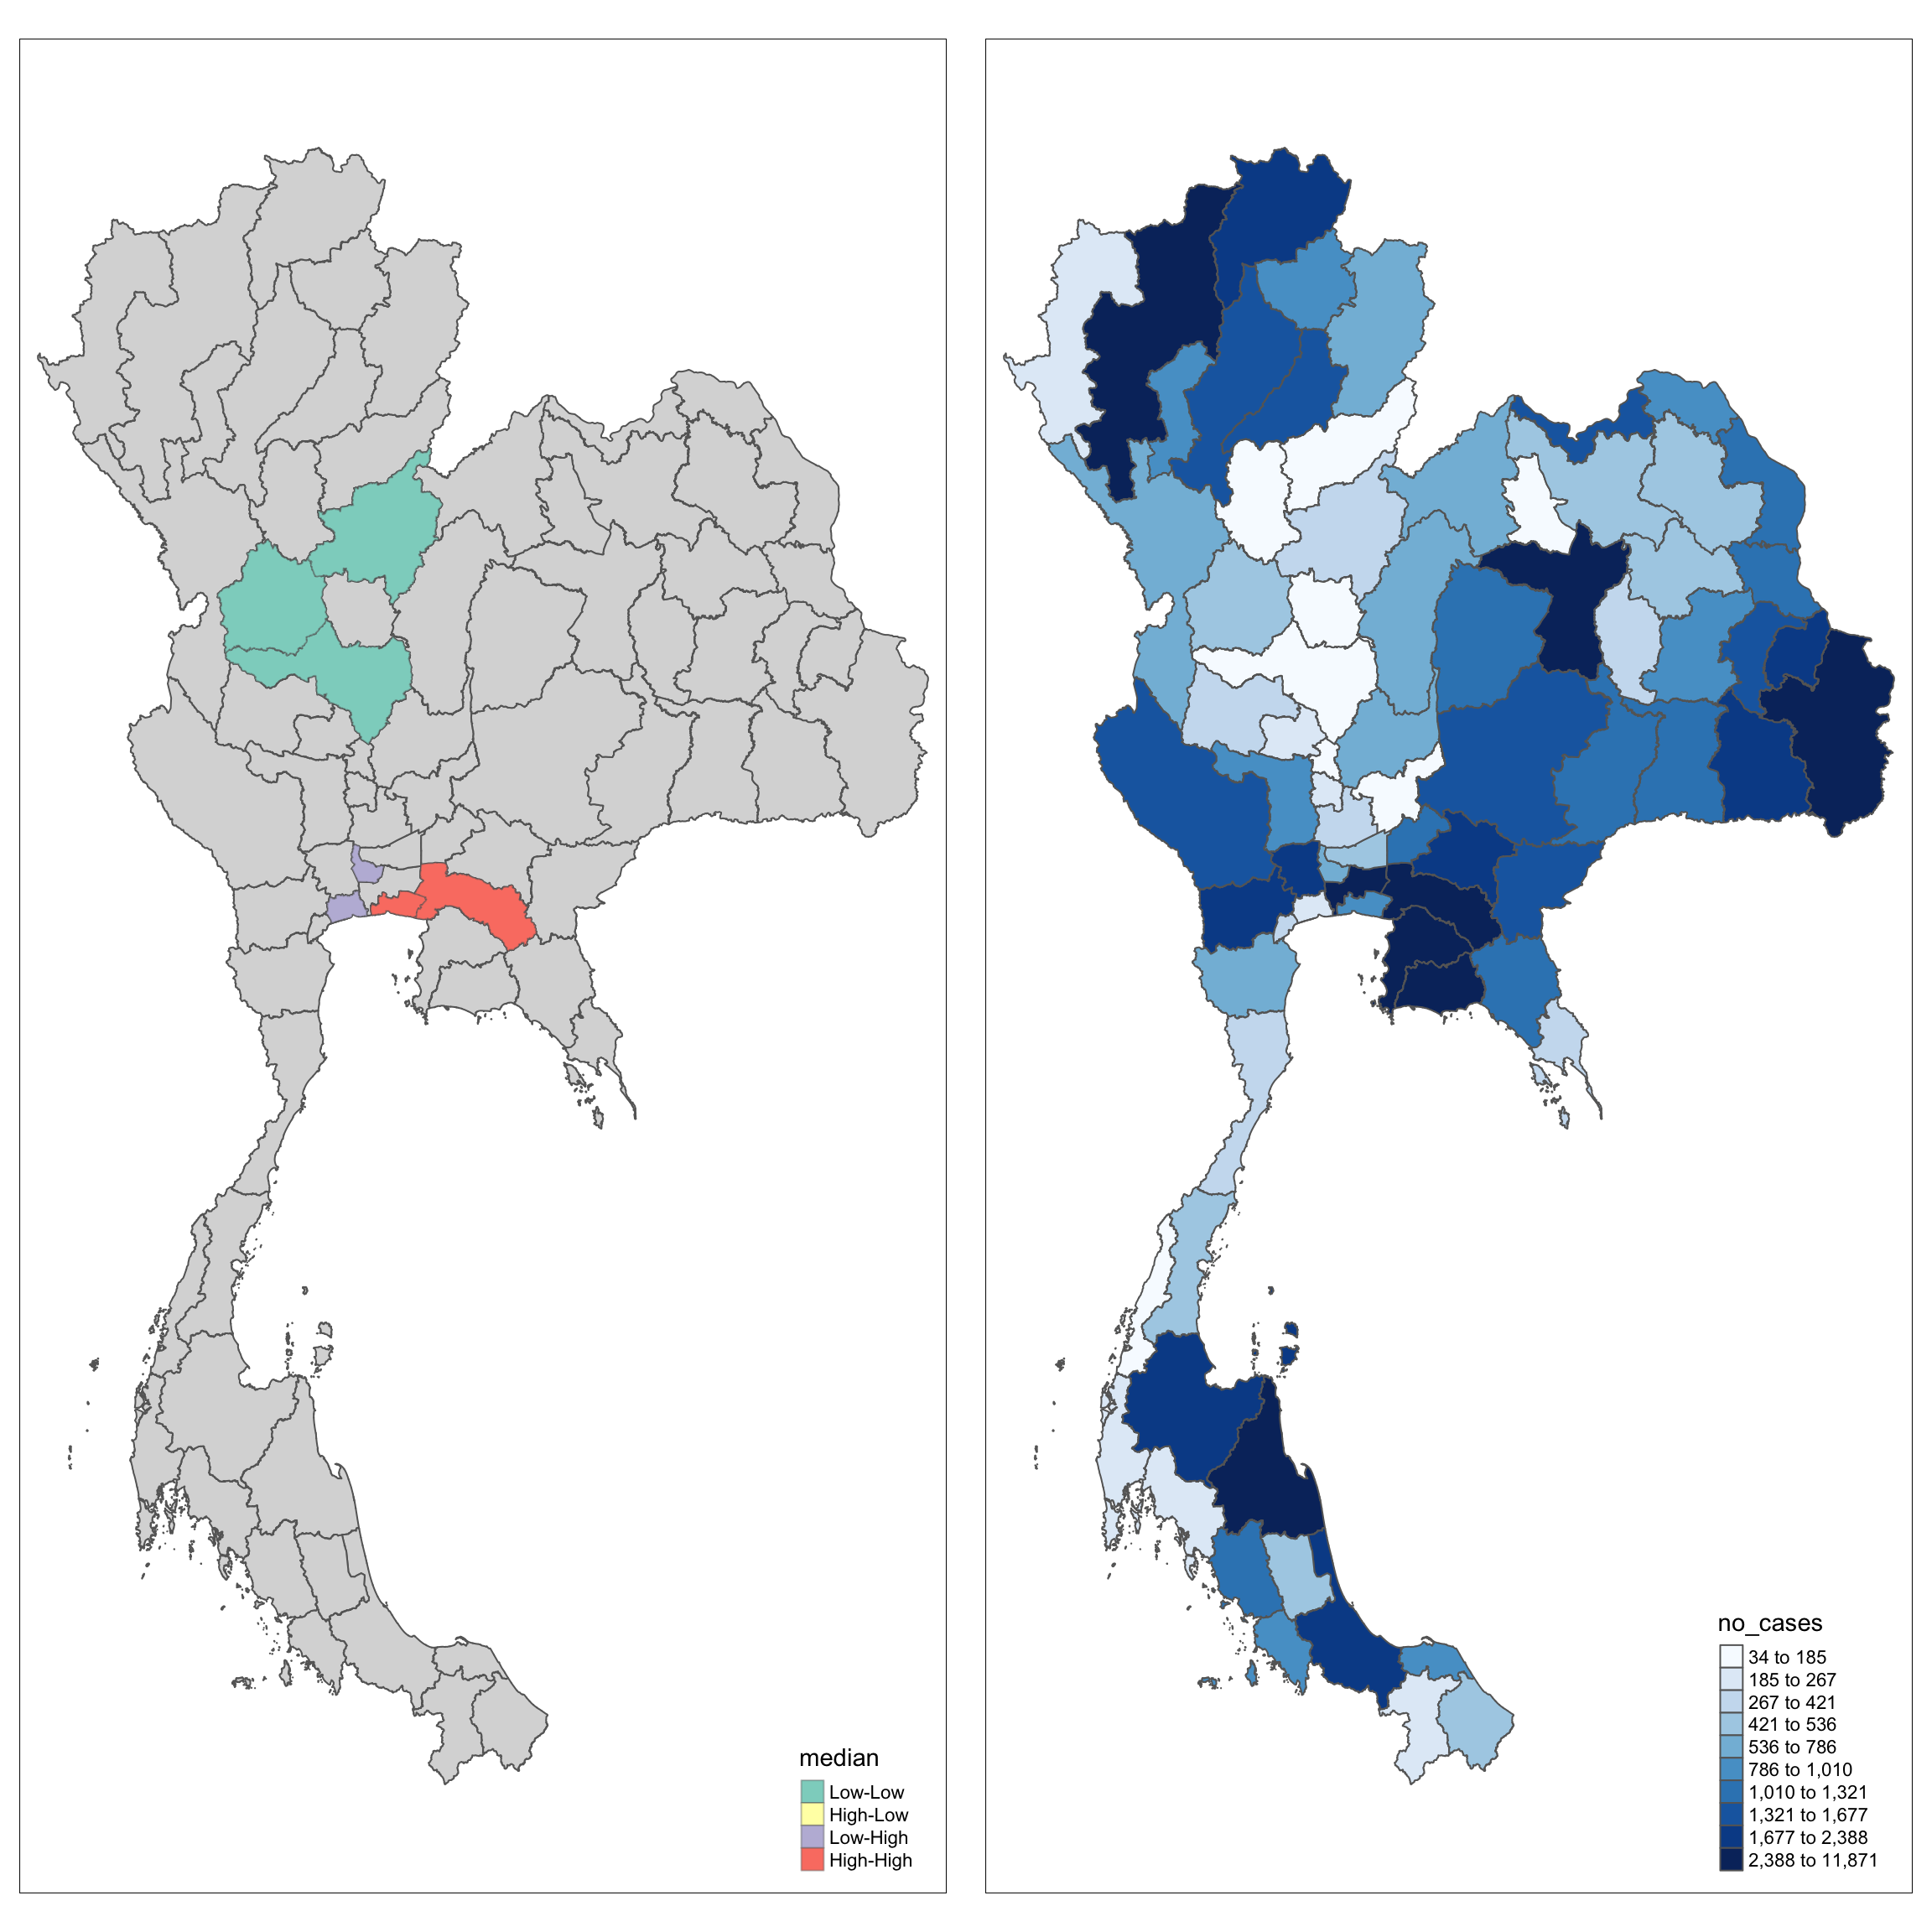 median
Low-Low
High-Low
Low-High
High-High
no_cases
34 to 185
185 to 267
267 to 421
421 to 536
536 to 786
786 to 1,010
1,010 to 1,321
1,321 to 1,677
1,677 to 2,388
2,388 to 11,871